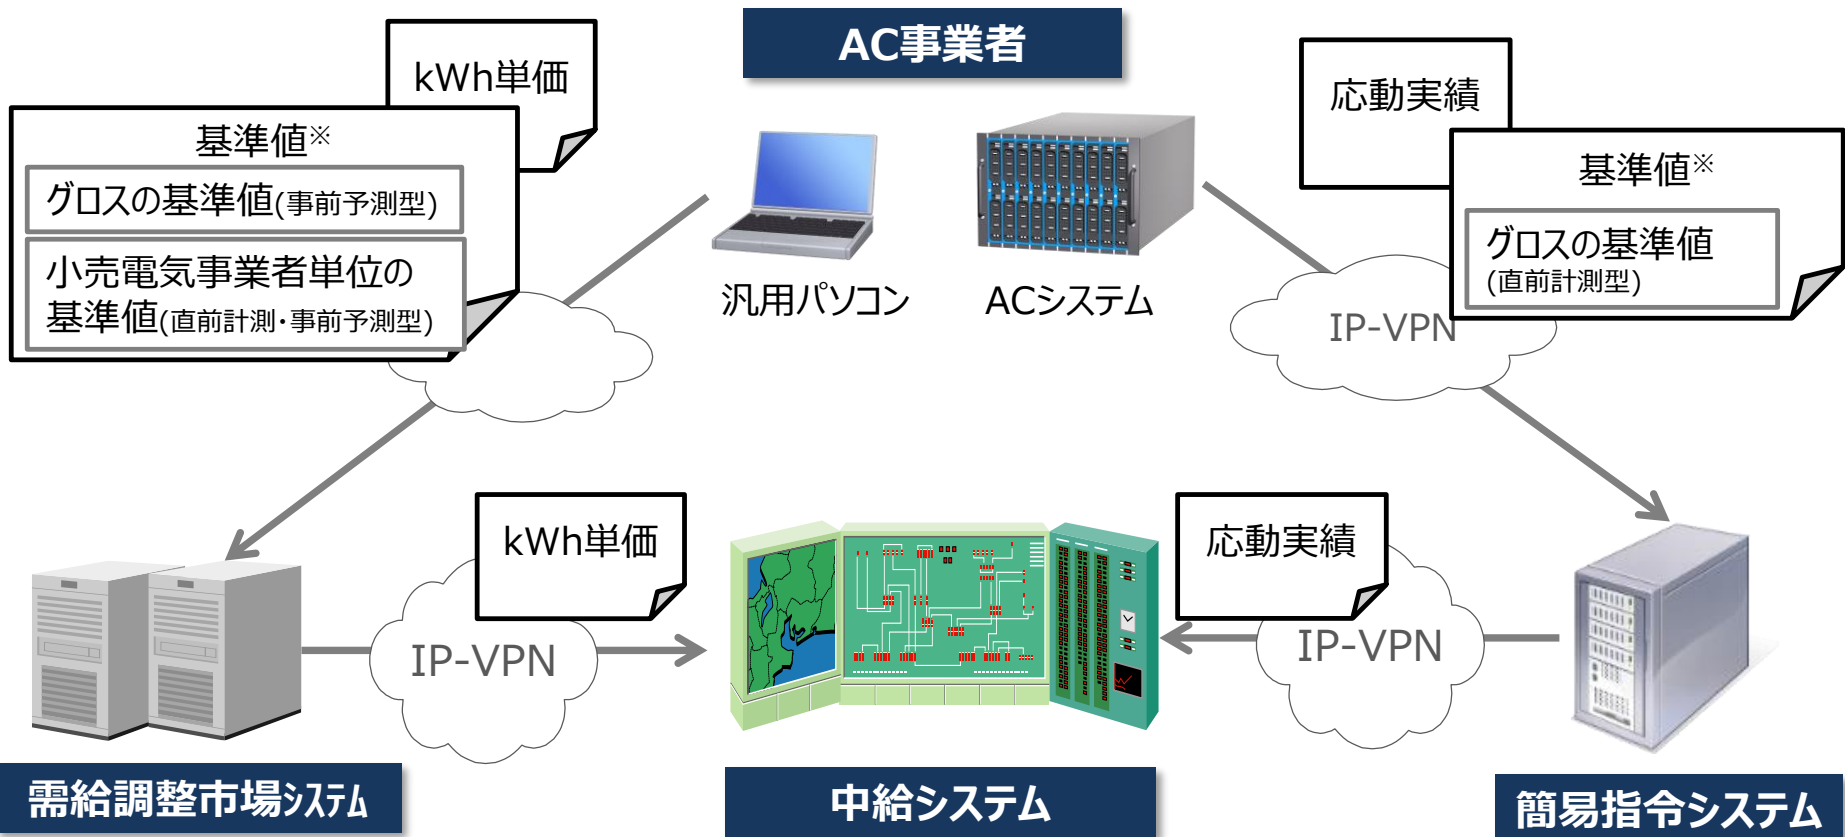 AC事業者
kWh単価
基準値※
グロスの基準値(事前予測型)
小売電気事業者単位の
基準値(直前計測・事前予測型)
汎用パソコン
ACシステム
応動実績
基準値※
グロスの基準値
(直前計測型)
IP-VPN
kWh単価
IP-VPN
応動実績
IP-VPN
需給調整市場システム
中給システム
簡易指令システム